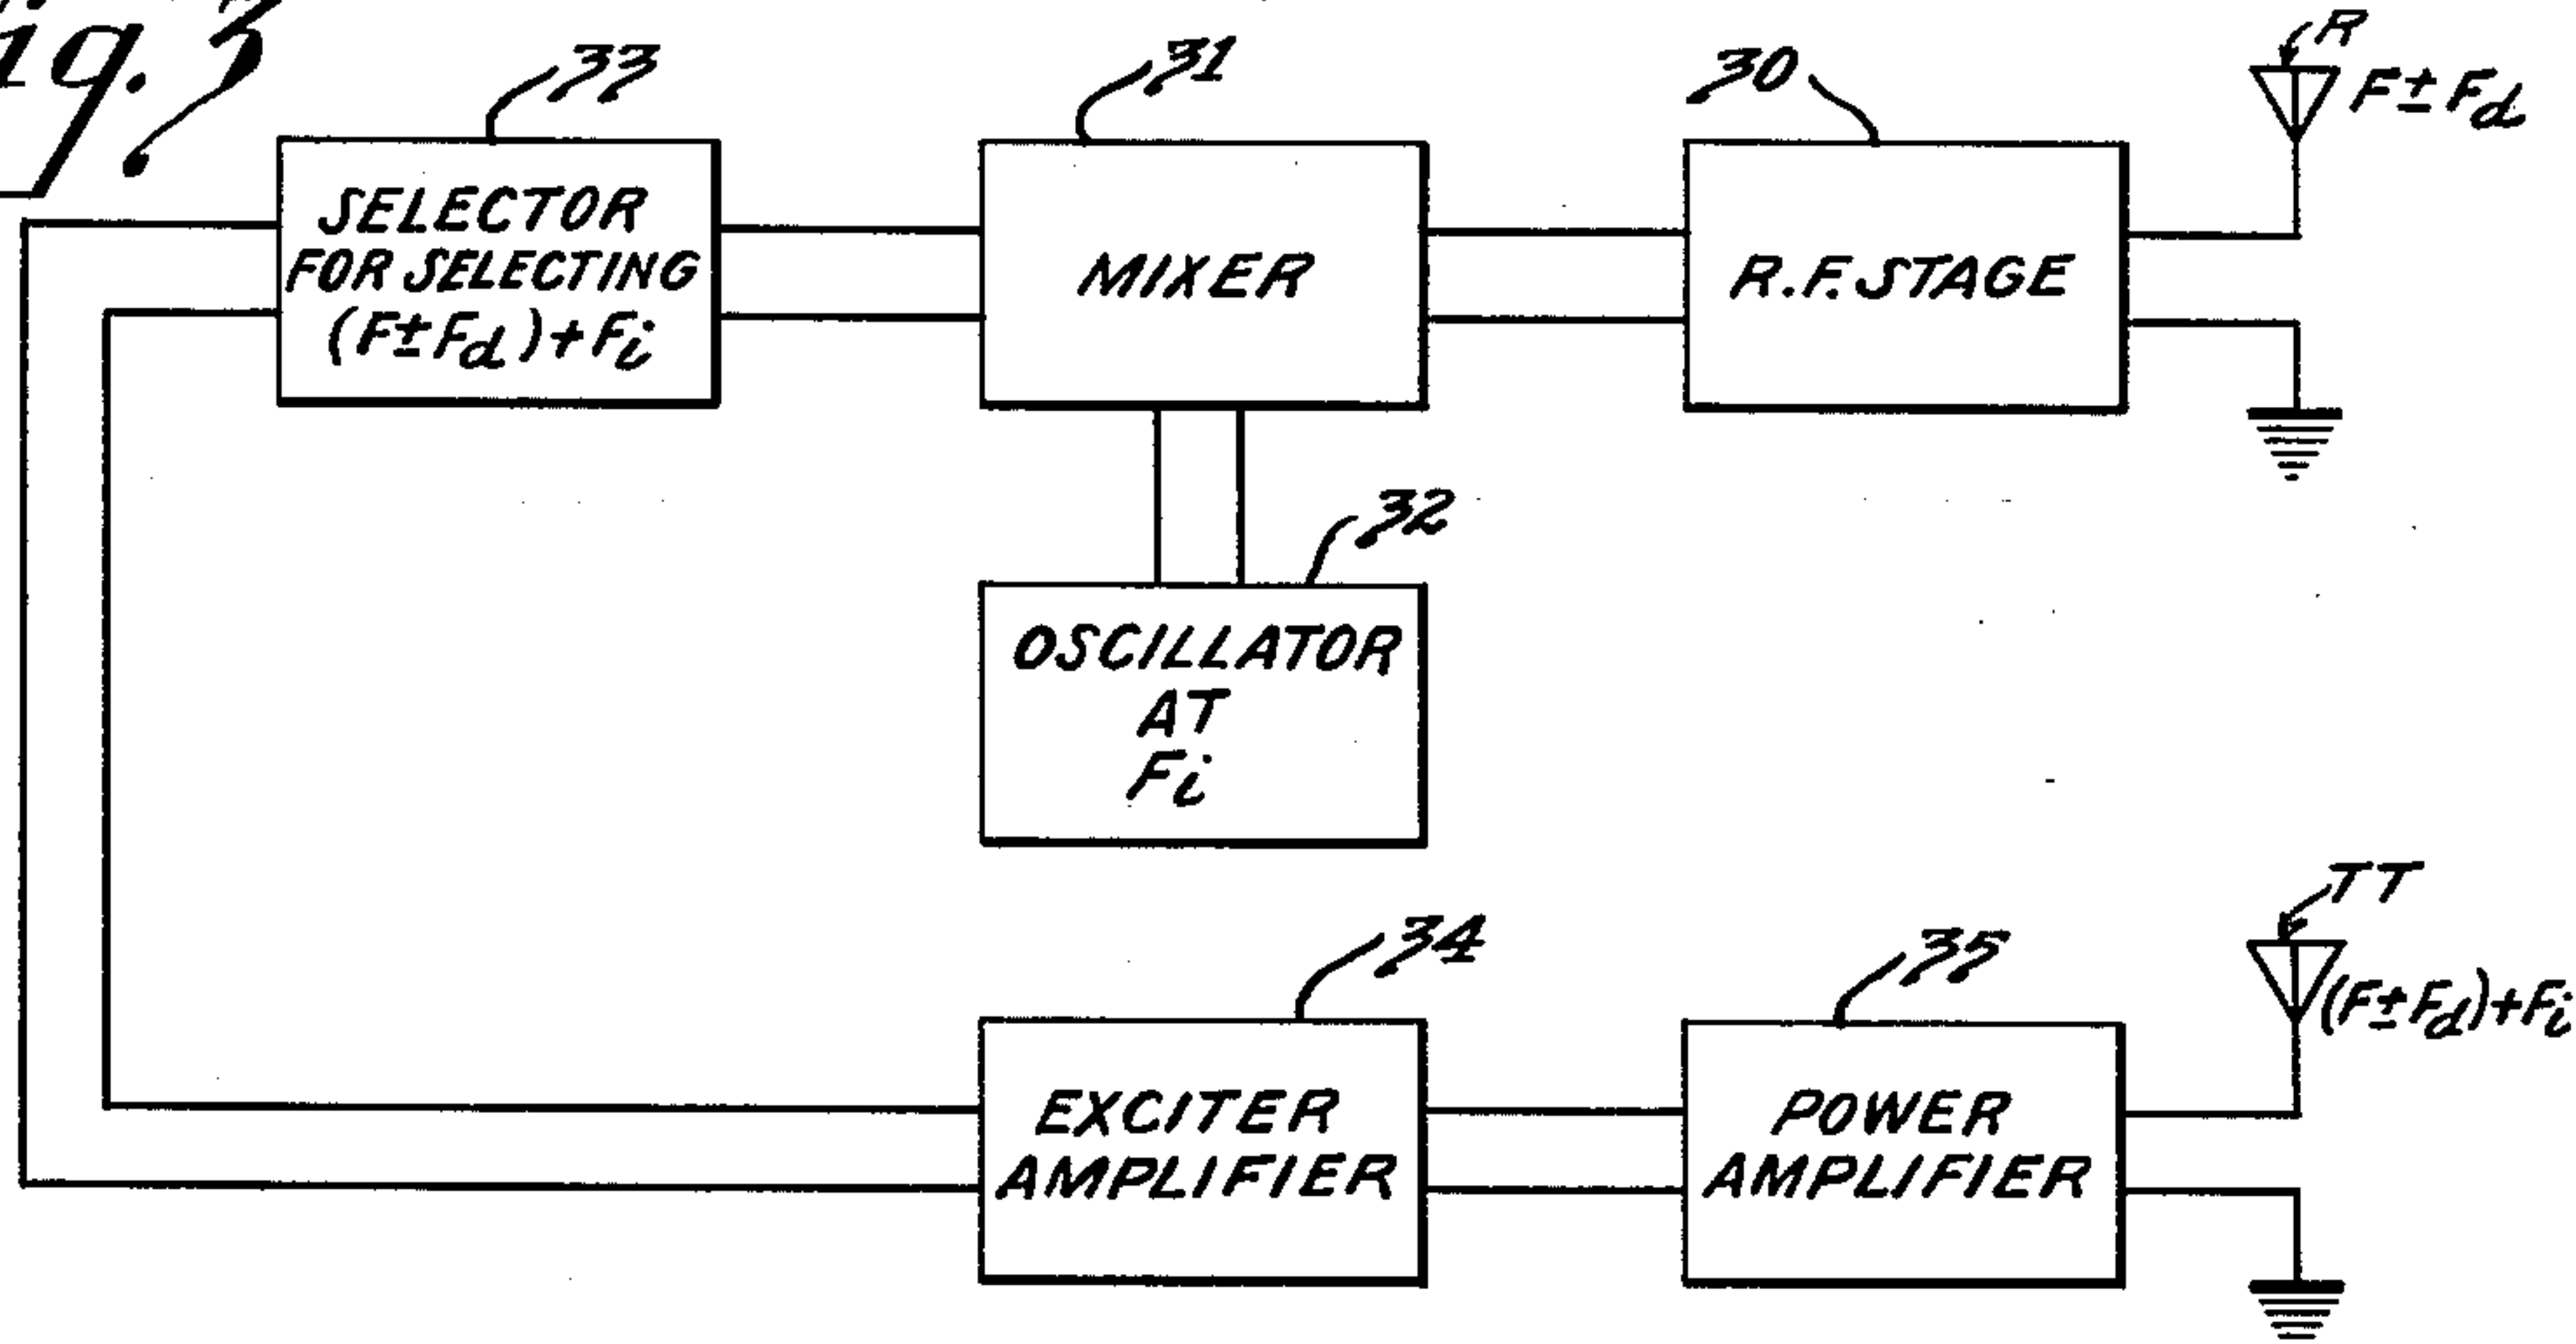 ig. 3
33
31
30
R
F±Fd
SELECTOR
FOR SELECTING
(F±Fd)+Fi
MIXER
R.F. STAGE
32
OSCILLATOR
AT
Fi
34
35
TT
(F±Fd)+Fi
EXCITER
AMPLIFIER
POWER
AMPLIFIER